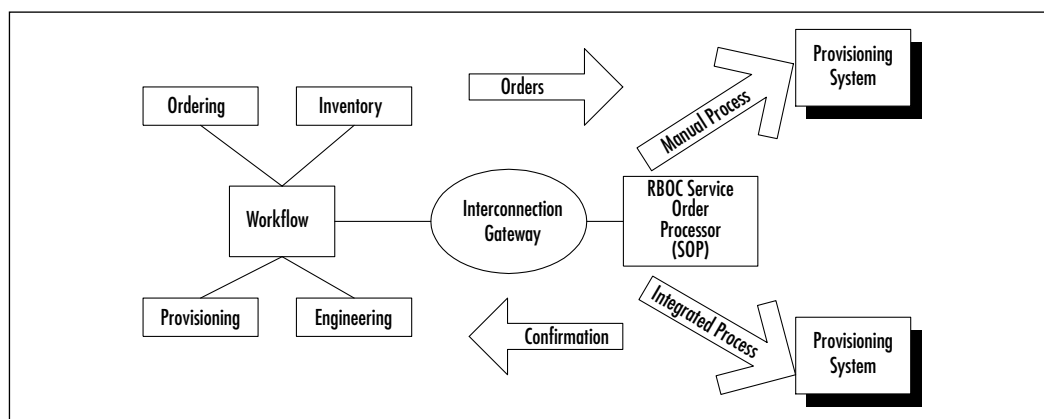 Provisioning
System
Orders
Ordering
Inventory
Manual Process
Workflow
Interconnection
Gateway
RBOC Service
Order
Processor
(SOP)
Provisioning
Engineering
Confirmation
Integrated Process
Provisioning
System